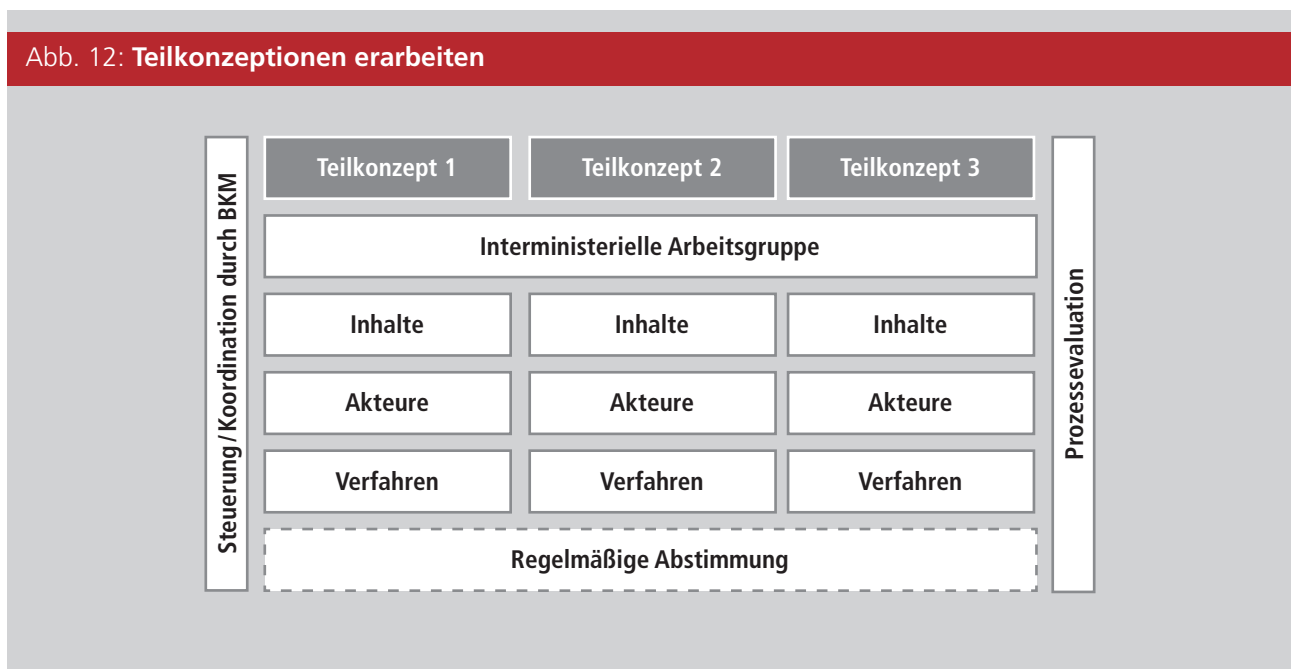 Abb. 12: Teilkonzeptionen erarbeiten
Steuerung/Koordination durch BKM
Teilkonzept 1
Teilkonzept 2
Teilkonzept 3
Interministerielle Arbeitsgruppe
Inhalte
Inhalte
Inhalte
Akteure
Akteure
Akteure
Verfahren
Verfahren
Verfahren
Regelmäßige Abstimmung
Prozessevaluation